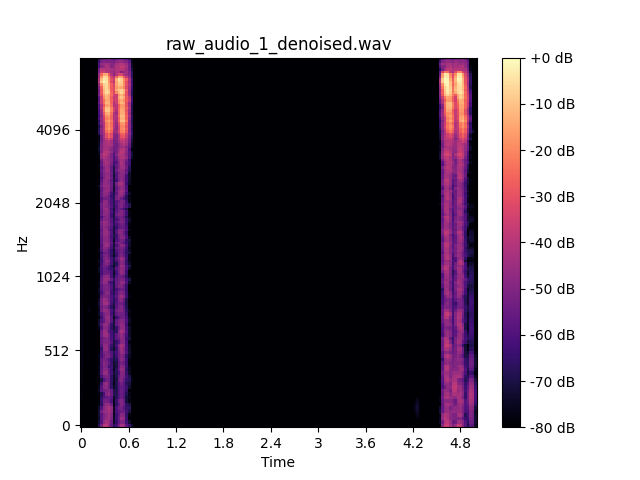 raw_audio_1_denoised.wav
+0 dB
-10 dB
-20 dB
-30 dB
-40 dB
-50 dB
-60 dB
-70 dB
-80 dB
Hz
4096
2048
1024
512
0
0 0.6 1.2 1.8 2.4 3 3.6 4.2 4.8
Time